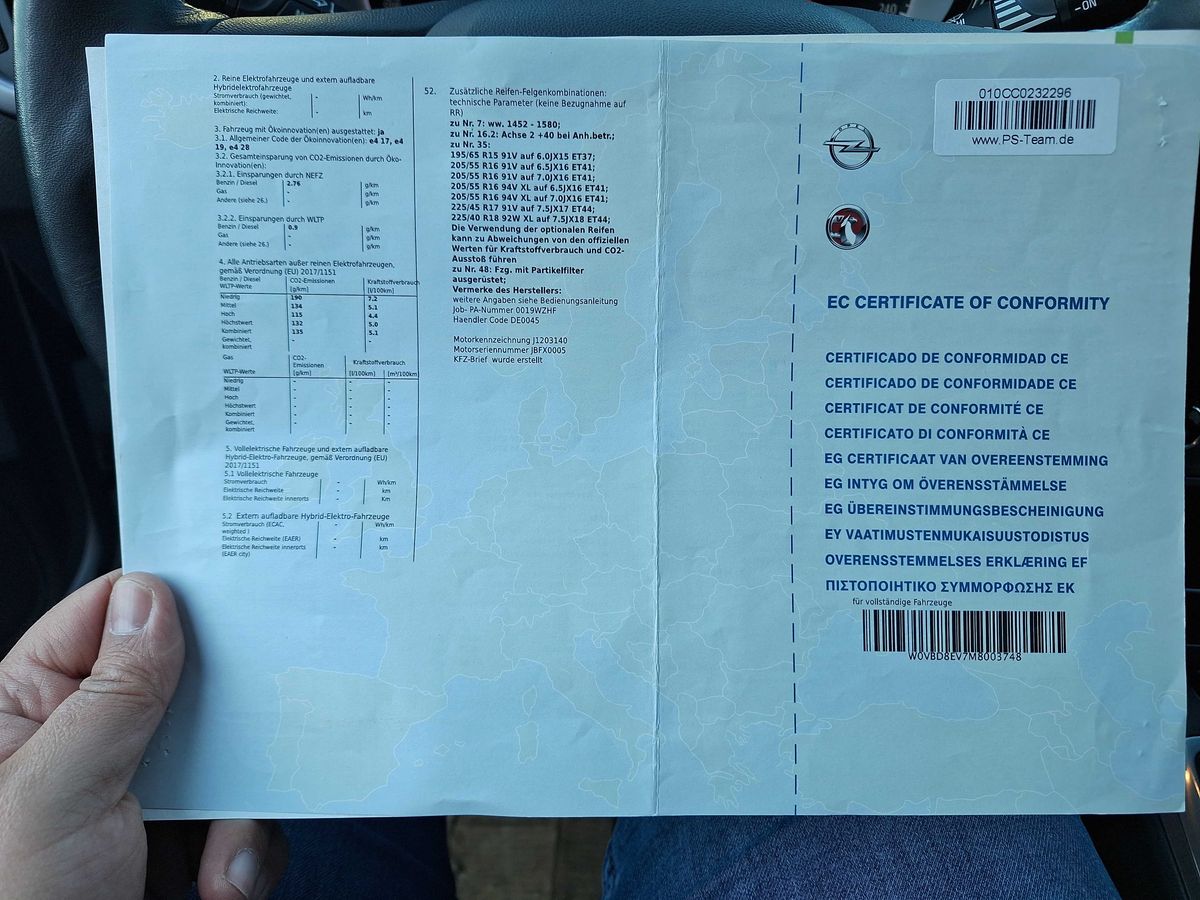 2. Reine Elektrofahrzeuge und extern aufladbare
Hybridelektrofahrzeuge
Stromverbrauch (gewichtet, - Wh/km
kombiniert):
Elektrische Reichweite: - km
3. Fahrzeug mit Ökoinnovation(en) ausgestattet: ja
3.1. Allgemeiner Code der Ökoinnovation(en): e4 17, e4
19, e4 28
3.2. Gesamteinsparung von CO2-Emissionen durch Öko-
Innovation(en):
3.2.1. Einsparungen durch NEFZ
Benzin / Diesel 2.76 g/km
Gas - g/km
Andere (siehe 26.) - g/km
3.2.2. Einsparungen durch WLTP
Benzin / Diesel 0.9 g/km
Gas - g/km
Andere (siehe 26.) - g/km
4. Alle Antriebsarten außer reinen Elektrofahrzeugen,
gemäß Verordnung (EU) 2017/1151
Benzin / Diesel CO2-Emissionen Kraftstoffverbrauch
WLTP-Werte [g/km] [l/100km]
Niedrig 190 7.2
Mittel 134 5.1
Hoch 115 4.4
Höchstwert 132 5.0
Kombiniert 135 5.1
Gewichtet, - -
kombiniert
Gas CO2- Kraftstoffverbrauch
Emissionen
WLTP-Werte [g/km] [l/100km] [m³/100km]
Niedrig - - -
Mittel - - -
Hoch - - -
Höchstwert - - -
Kombiniert - - -
Gewichtet, - - -
kombiniert
5. Vollelektrische Fahrzeuge und extern aufladbare
Hybrid-Elektro-Fahrzeuge, gemäß Verordnung (EU)
2017/1151
5.1 Vollelektrische Fahrzeuge
Stromverbrauch - Wh/km
Elektrische Reichweite - km
Elektrische Reichweite innerorts - Km
5.2 Extern aufladbare Hybrid-Elektro-Fahrzeuge
Stromverbrauch (ECAC, - Wh/km
weighted )
Elektrische Reichweite (EAER) - km
Elektrische Reichweite innerorts - km
(EAER city)
52. Zusätzliche Reifen-Felgenkombinationen:
technische Parameter (keine Bezugnahme auf
RR)
zu Nr. 7: ww. 1452 - 1580;
zu Nr. 16.2: Achse 2 +40 bei Anh.betr.;
zu Nr. 35:
195/65 R15 91V auf 6.0JX15 ET37;
205/55 R16 91V auf 6.5JX16 ET41;
205/55 R16 91V auf 7.0JX16 ET41;
205/55 R16 94V XL auf 6.5JX16 ET41;
205/55 R16 94V XL auf 7.0JX16 ET41;
225/45 R17 91V auf 7.5JX17 ET44;
225/40 R18 92W XL auf 7.5JX18 ET44;
Die Verwendung der optionalen Reifen
kann zu Abweichungen von den offiziellen
Werten für Kraftstoffverbrauch und CO2-
Ausstoß führen
zu Nr. 48: Fzg. mit Partikelfilter
ausgerüstet;
Vermerke des Herstellers:
weitere Angaben siehe Bedienungsanleitung
Job- PA-Nummer 0019WZHF
Haendler Code DE0045
Motorkennzeichnung J1203140
Motorseriennummer JBFX0005
KFZ-Brief wurde erstellt
010CC0232296
www.PS-Team.de
EC CERTIFICATE OF CONFORMITY
CERTIFICADO DE CONFORMIDAD CE
CERTIFICADO DE CONFORMIDADE CE
CERTIFICAT DE CONFORMITÉ CE
CERTIFICATO DI CONFORMITÀ CE
EG CERTIFICAAT VAN OVEREENSTEMMING
EG INTYG OM ÖVERENSSTÄMMELSE
EG ÜBEREINSTIMMUNGSBESCHEINIGUNG
EY VAATIMUSTENMUKAISUUSTODISTUS
OVERENSSTEMMELSES ERKLÆRING EF
ΠΙΣΤΟΠΟΙΗΤΙΚΟ ΣΥΜΜΟΡΦΩΣΗΣ ΕΚ
für vollständige Fahrzeuge
W0VBD8EV7M8003748
240
ON